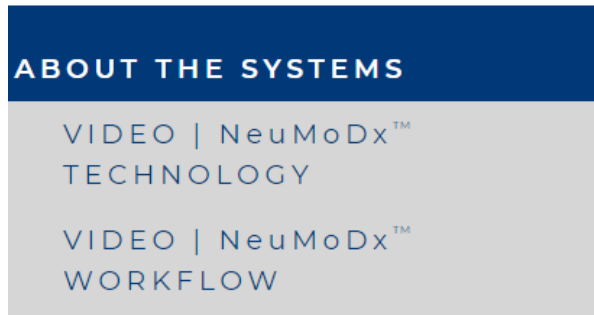 ABOUT THE SYSTEMS
VIDEO | NeuMoDx™
TECHNOLOGY
VIDEO | NeuMoDx™
WORKFLOW